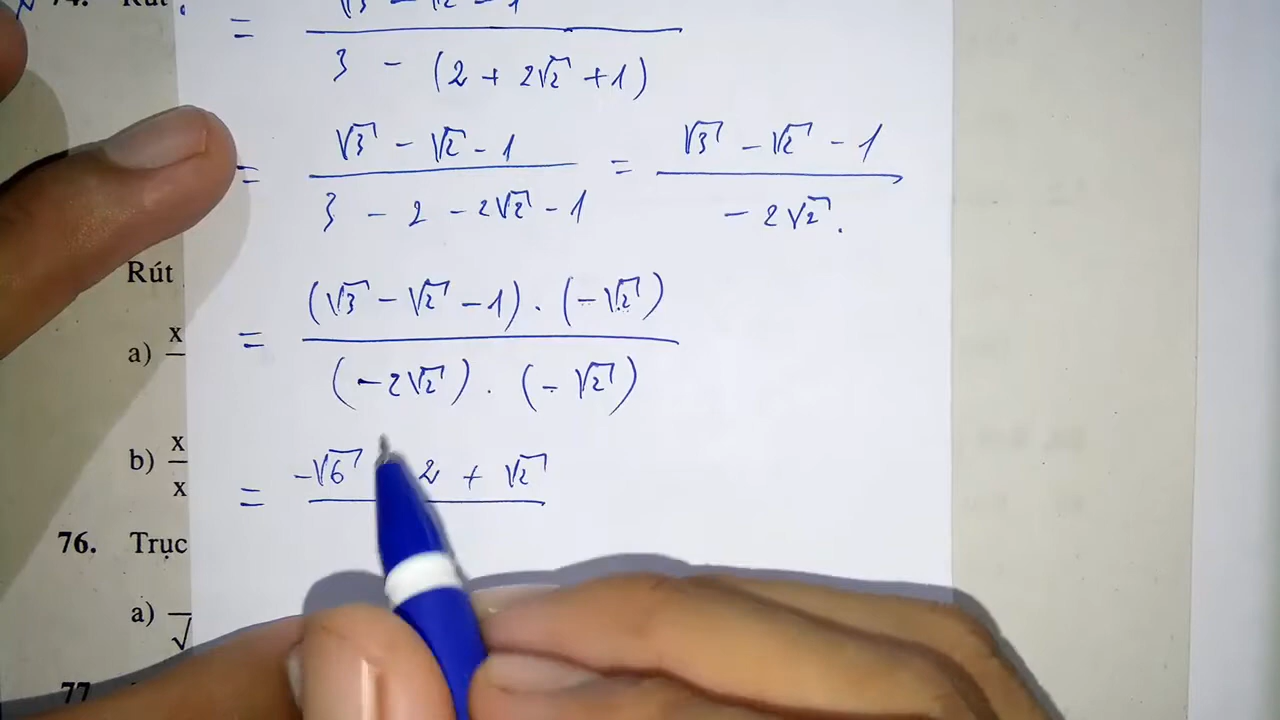 74. Rút
= √3 - √2 - 1 / 3 - (2 + 2√2 + 1)
= √3 - √2 - 1 / 3 - 2 - 2√2 - 1 = √3 - √2 - 1 / - 2√2.
Rút
= (√3 - √2 - 1) . (-√2) / (-2√2) . (-√2)
a) x
b) x
x
= -√6 2 + √2
76. Trục
a) √
77